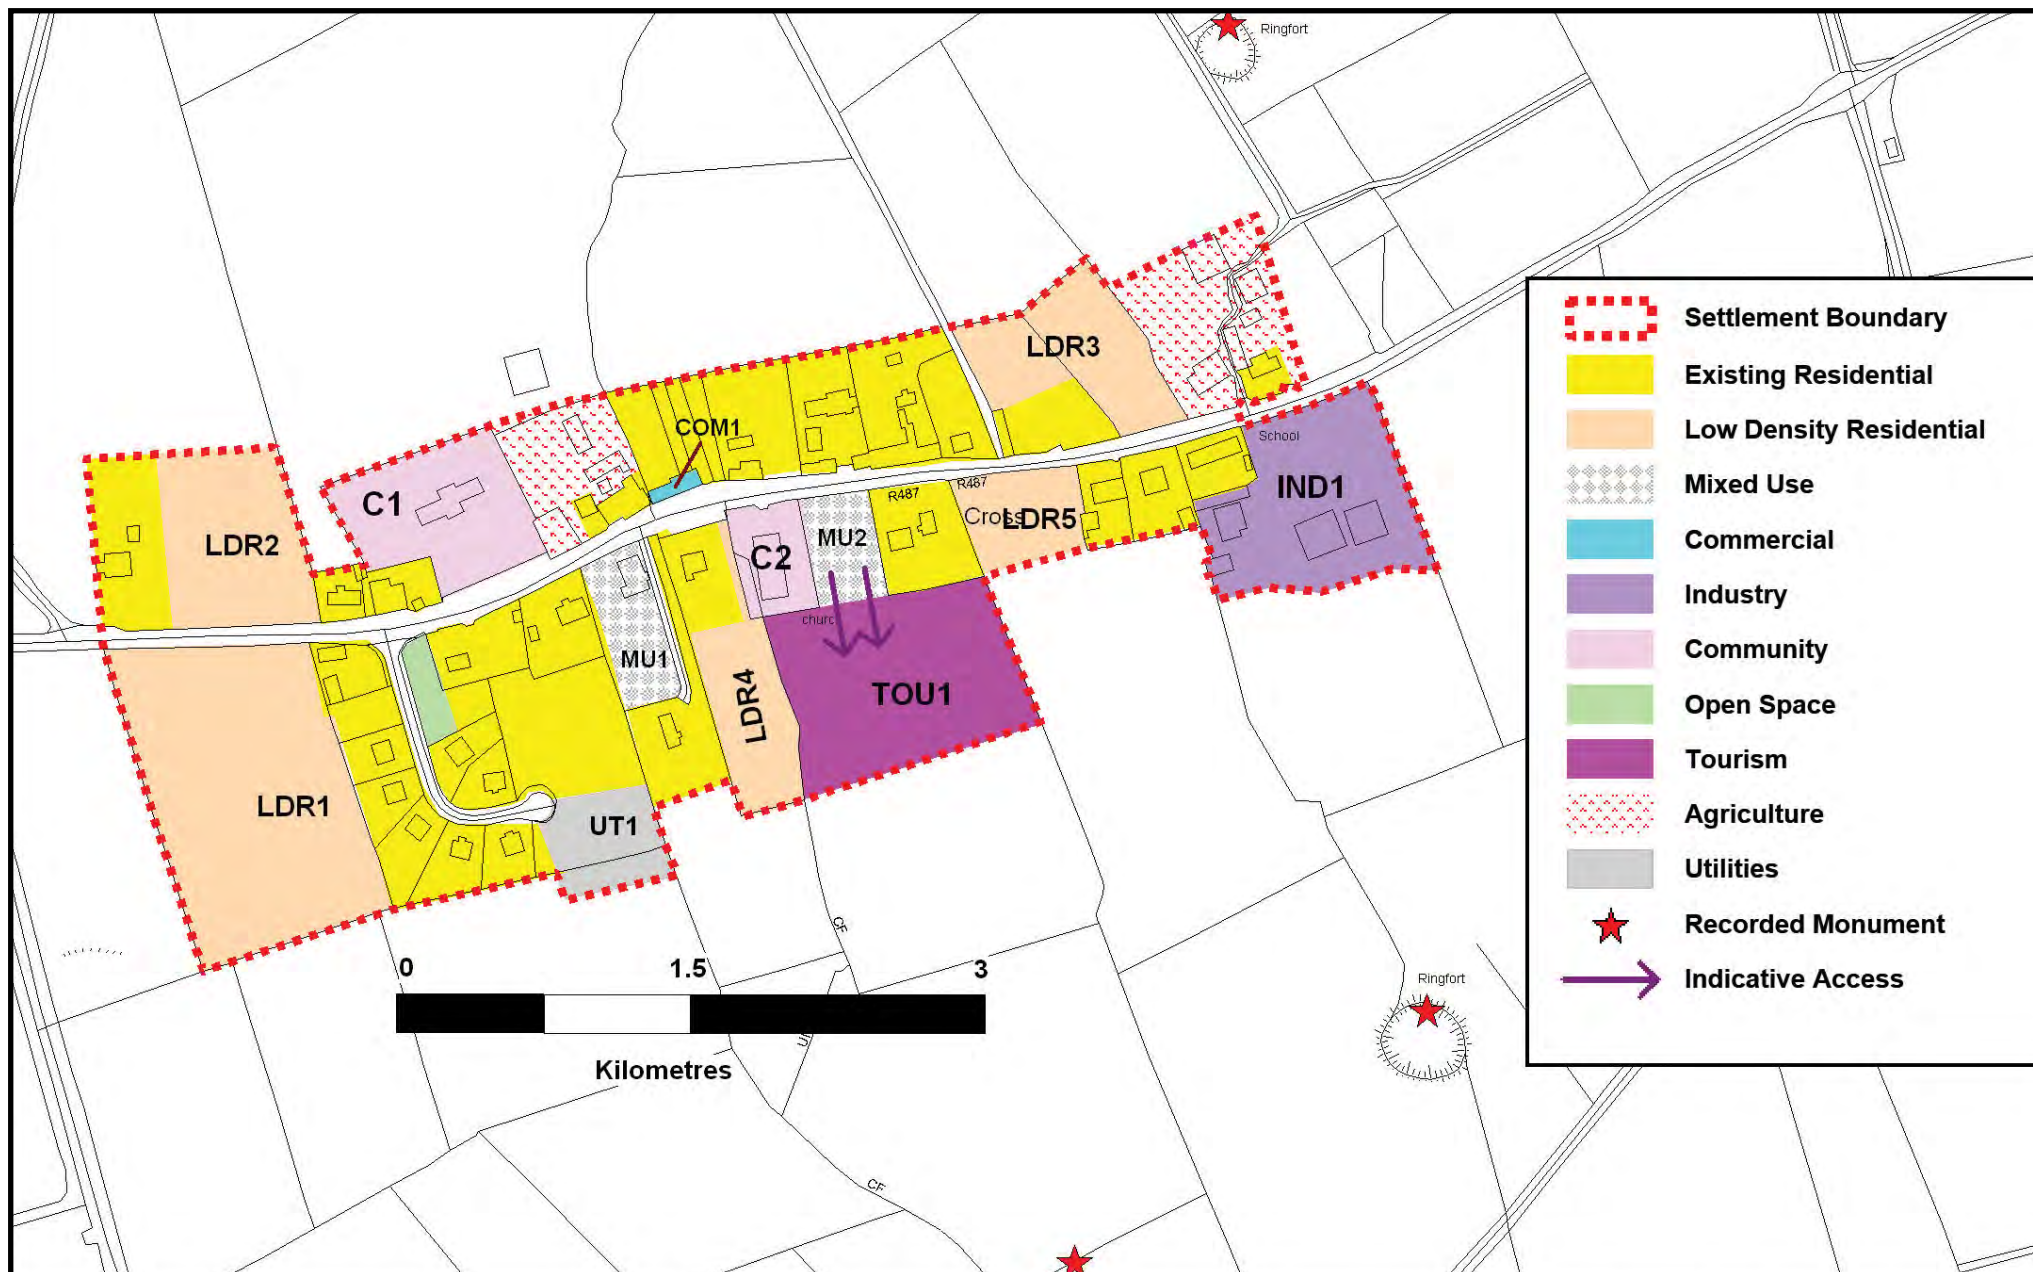 Ringfort
Settlement Boundary
LDR3
Existing Residential
COM1
Low Density Residential
School
Mixed Use
R487
R487
IND1
C1
Cross
LDR5
MU2
Commercial
LDR2
C2
Industry
church
Community
MU1
LDR4
TOU1
Open Space
Tourism
LDR1
UT1
Agriculture
Utilities
CF
Recorded Monument
0
1.5
3
Ringfort
Indicative Access
Kilometres
CF